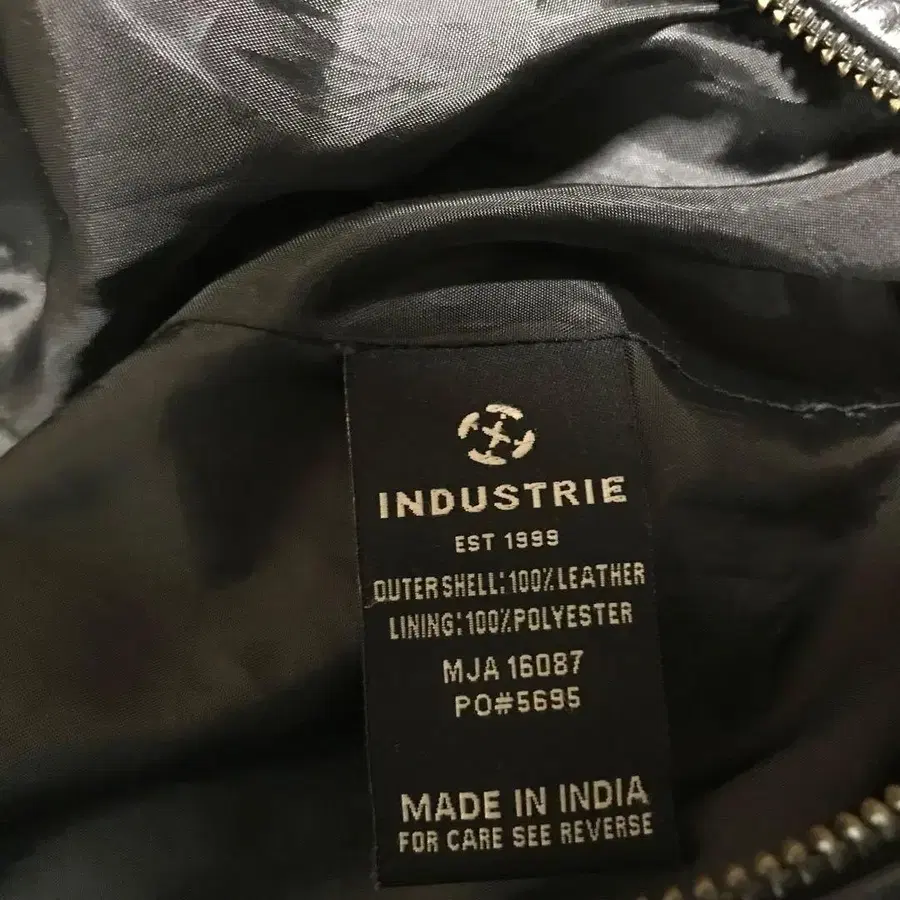 INDUSTRIE
EST 1999
OUTER SHELL: 100% LEATHER
LINING: 100% POLYESTER
MJA 16087
PO#5695
MADE IN INDIA
FOR CARE SEE REVERSE